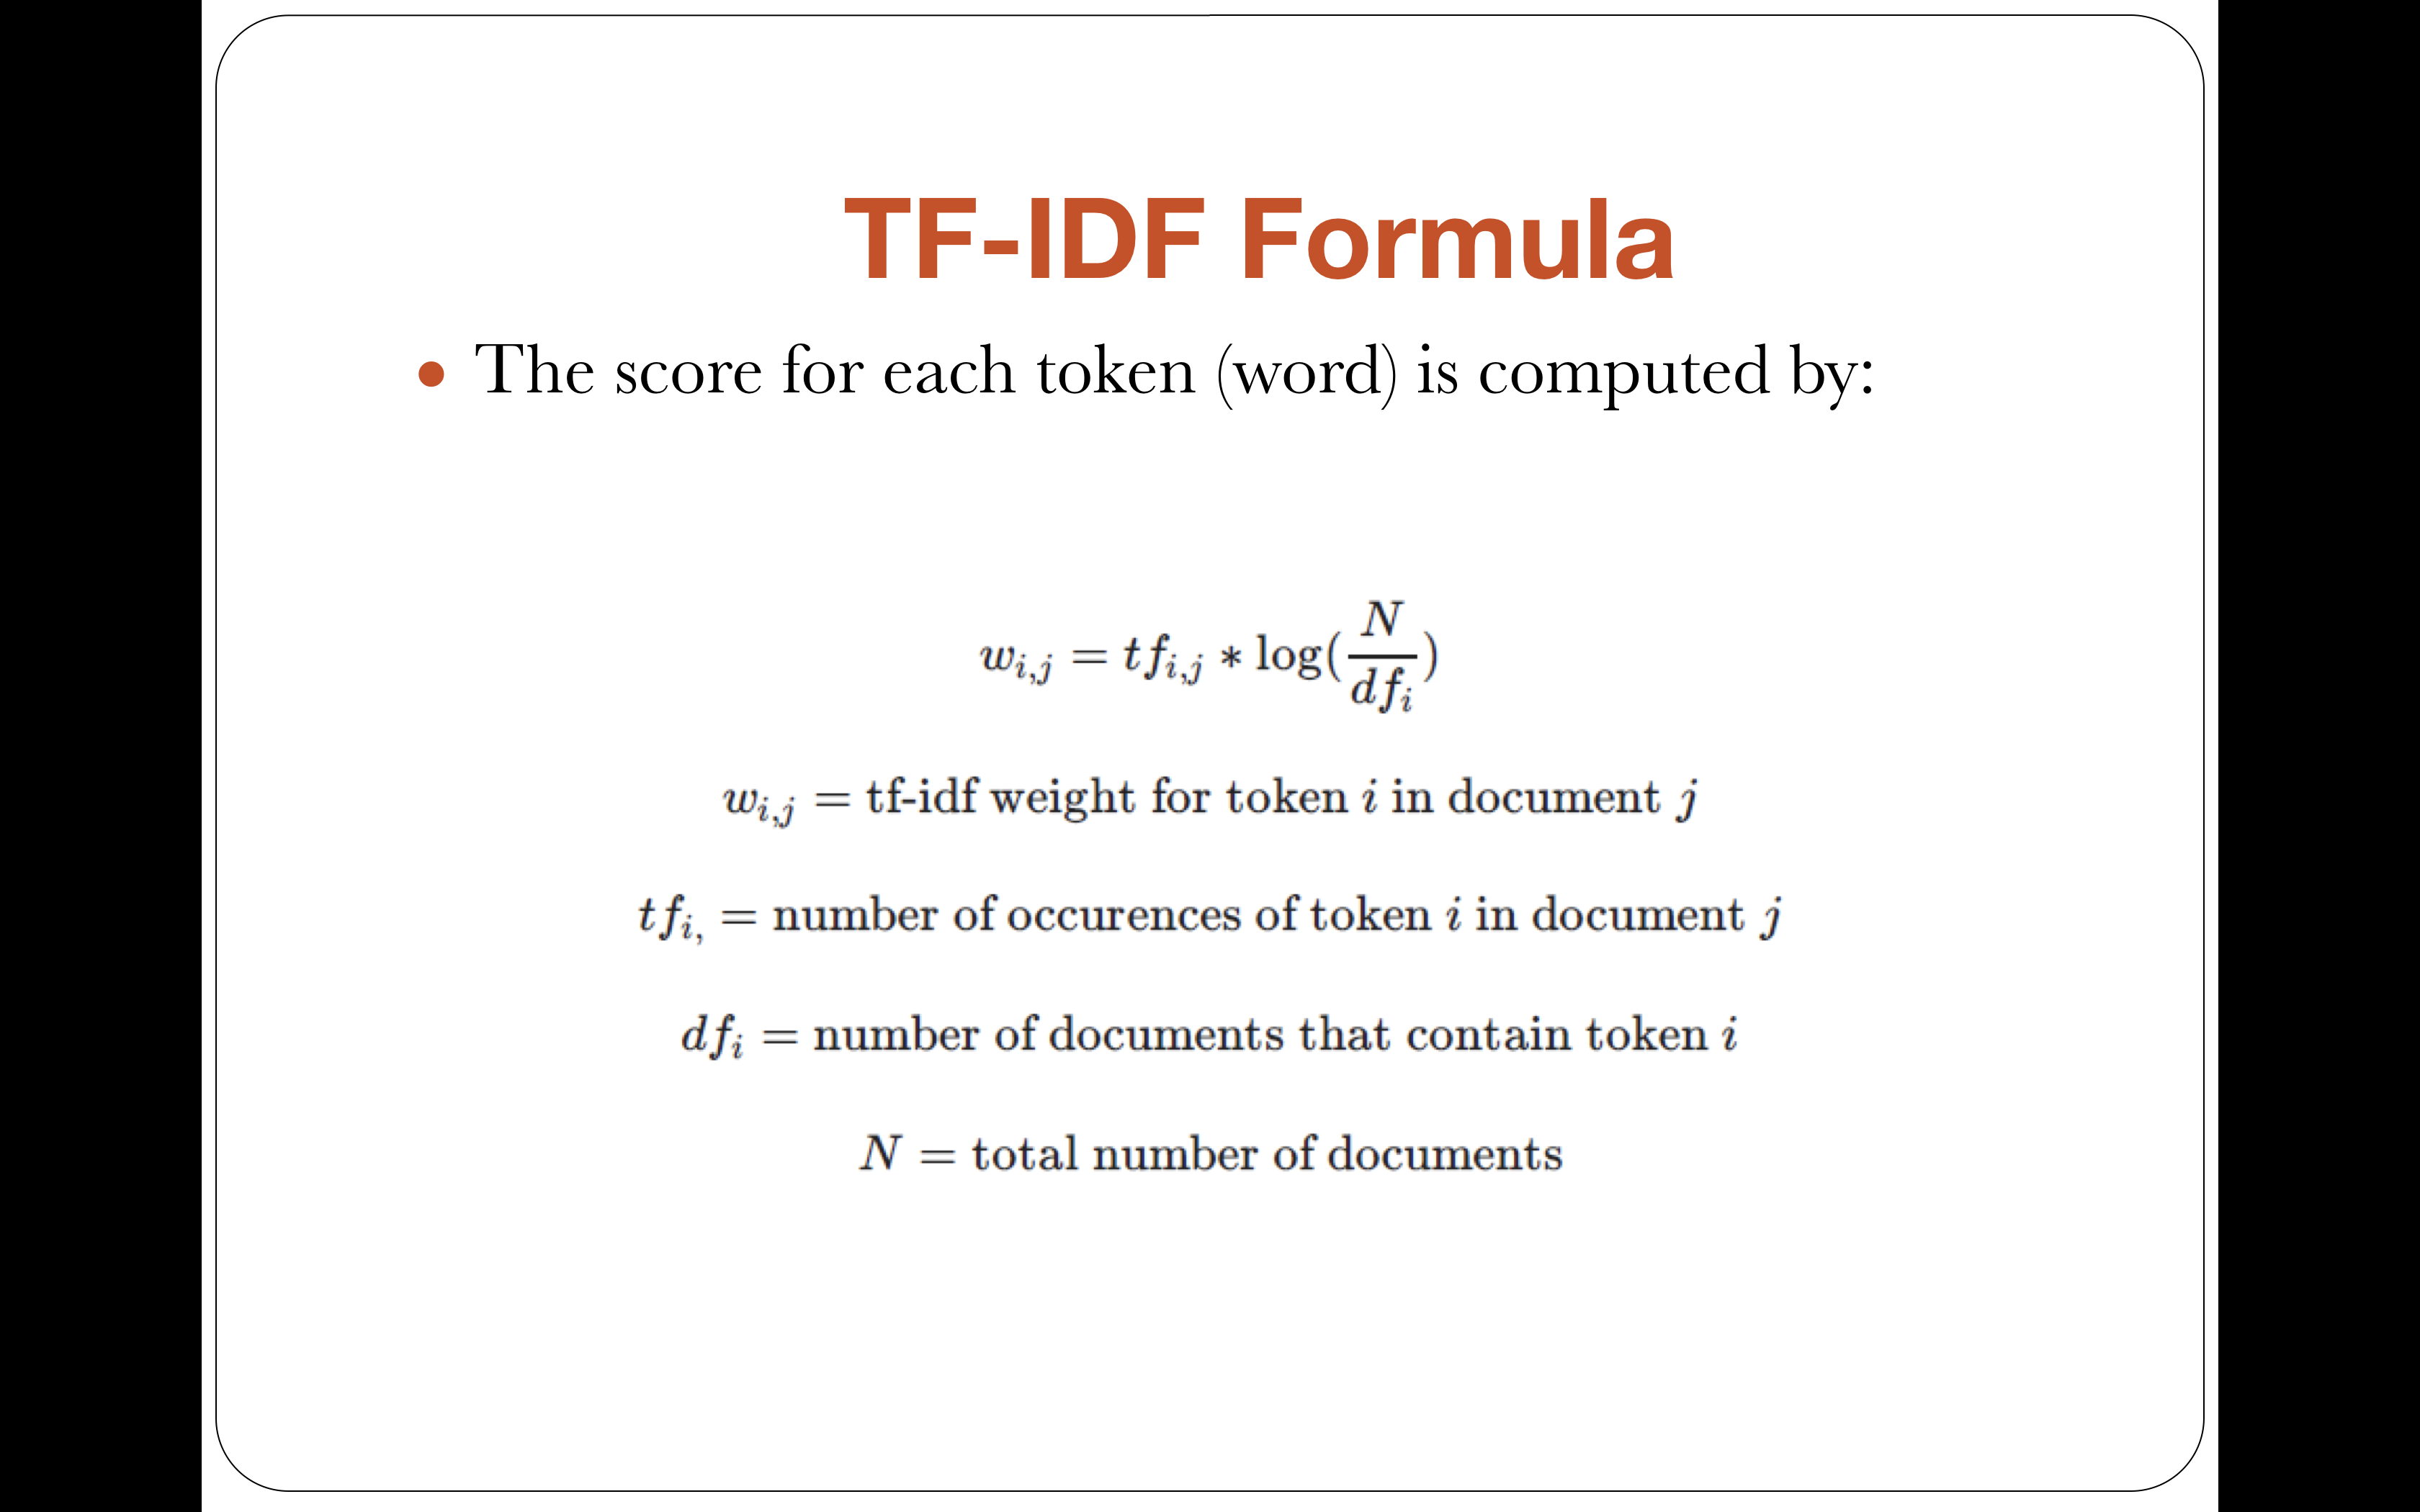 TF-IDF Formula
• The score for each token (word) is computed by:
w_{i,j} = tf_{i,j} * log(\frac{N}{df_i})
w_{i,j} = tf-idf weight for token i in document j
tf_{i,} = number of occurences of token i in document j
df_i = number of documents that contain token i
N = total number of documents